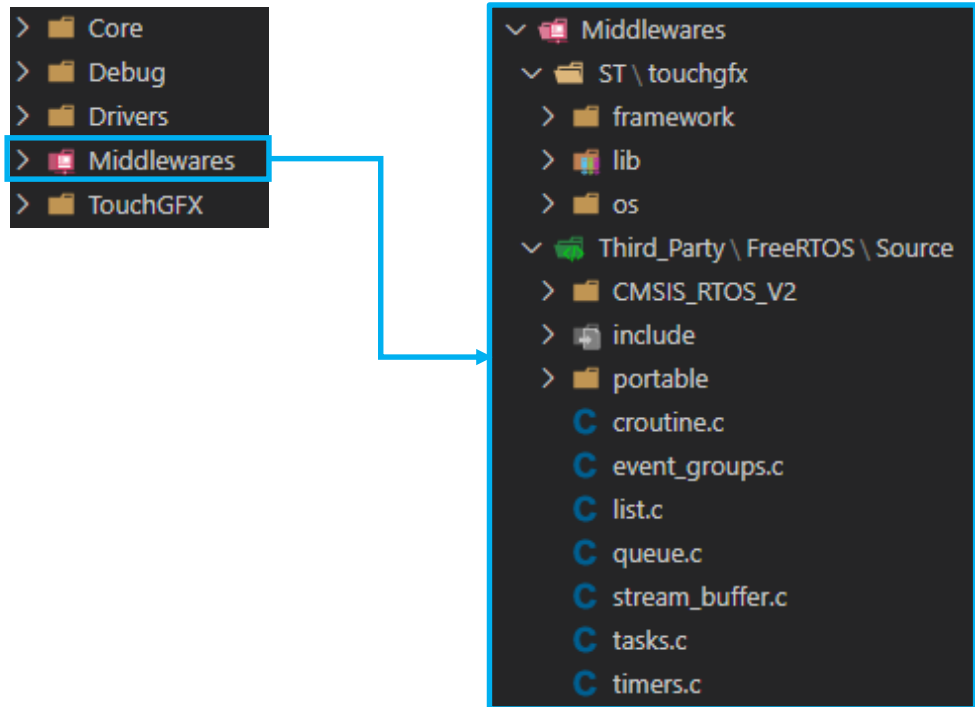 Core
Debug
Drivers
Middlewares
TouchGFX
Middlewares
ST \ touchgfx
framework
lib
os
Third_Party \ FreeRTOS \ Source
CMSIS_RTOS_V2
include
portable
C croutine.c
C event_groups.c
C list.c
C queue.c
C stream_buffer.c
C tasks.c
C timers.c